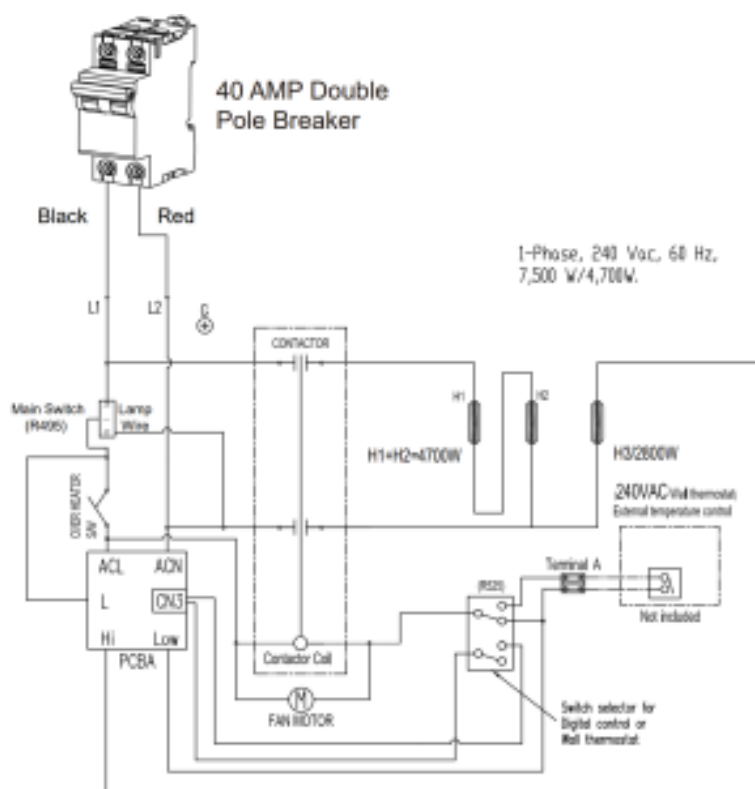 40 AMP Double
Pole Breaker
Black
Red
1-Phase, 240 Vac, 60 Hz,
7,500 W/4,700W.
L1
L2
G
CONTACTOR
Main Switch
(R495)
Lamp
Wire
H1
H2
H1+H2=4700W
H3/2800W
OVER HEATER
240VAC Wall thermostat
External temperature control
ACL
ACN
L
CN3
Hi
Low
PCBA
Terminal A
Not included
Contactor Coil
M
FAN MOTOR
Switch selector for
Digital control or
Wall thermostat